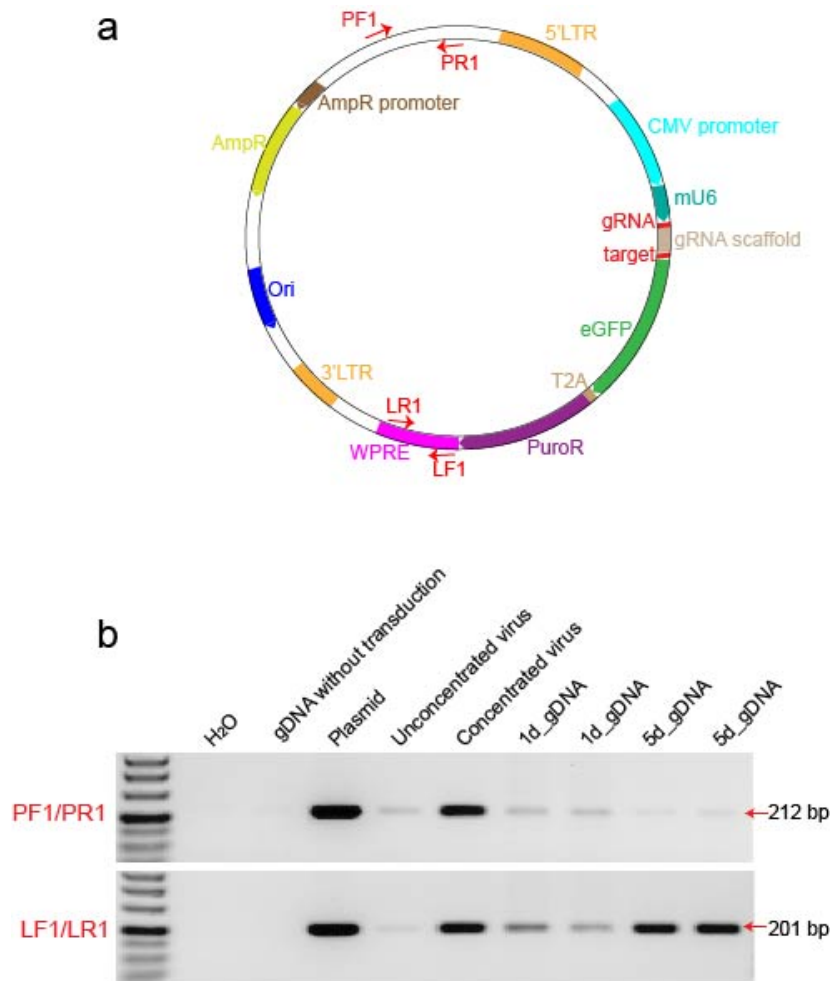 a
PF1
PR1
5'LTR
AmpR promoter
CMV promoter
AmpR
mU6
gRNA
gRNA scaffold
target
Ori
eGFP
T2A
3'LTR
LR1
WPRE
LF1
PuroR
b
H₂O
gDNA without transduction
Plasmid
Unconcentrated virus
Concentrated virus
1d_gDNA
1d_gDNA
5d_gDNA
5d_gDNA
PF1/PR1
212 bp
LF1/LR1
201 bp